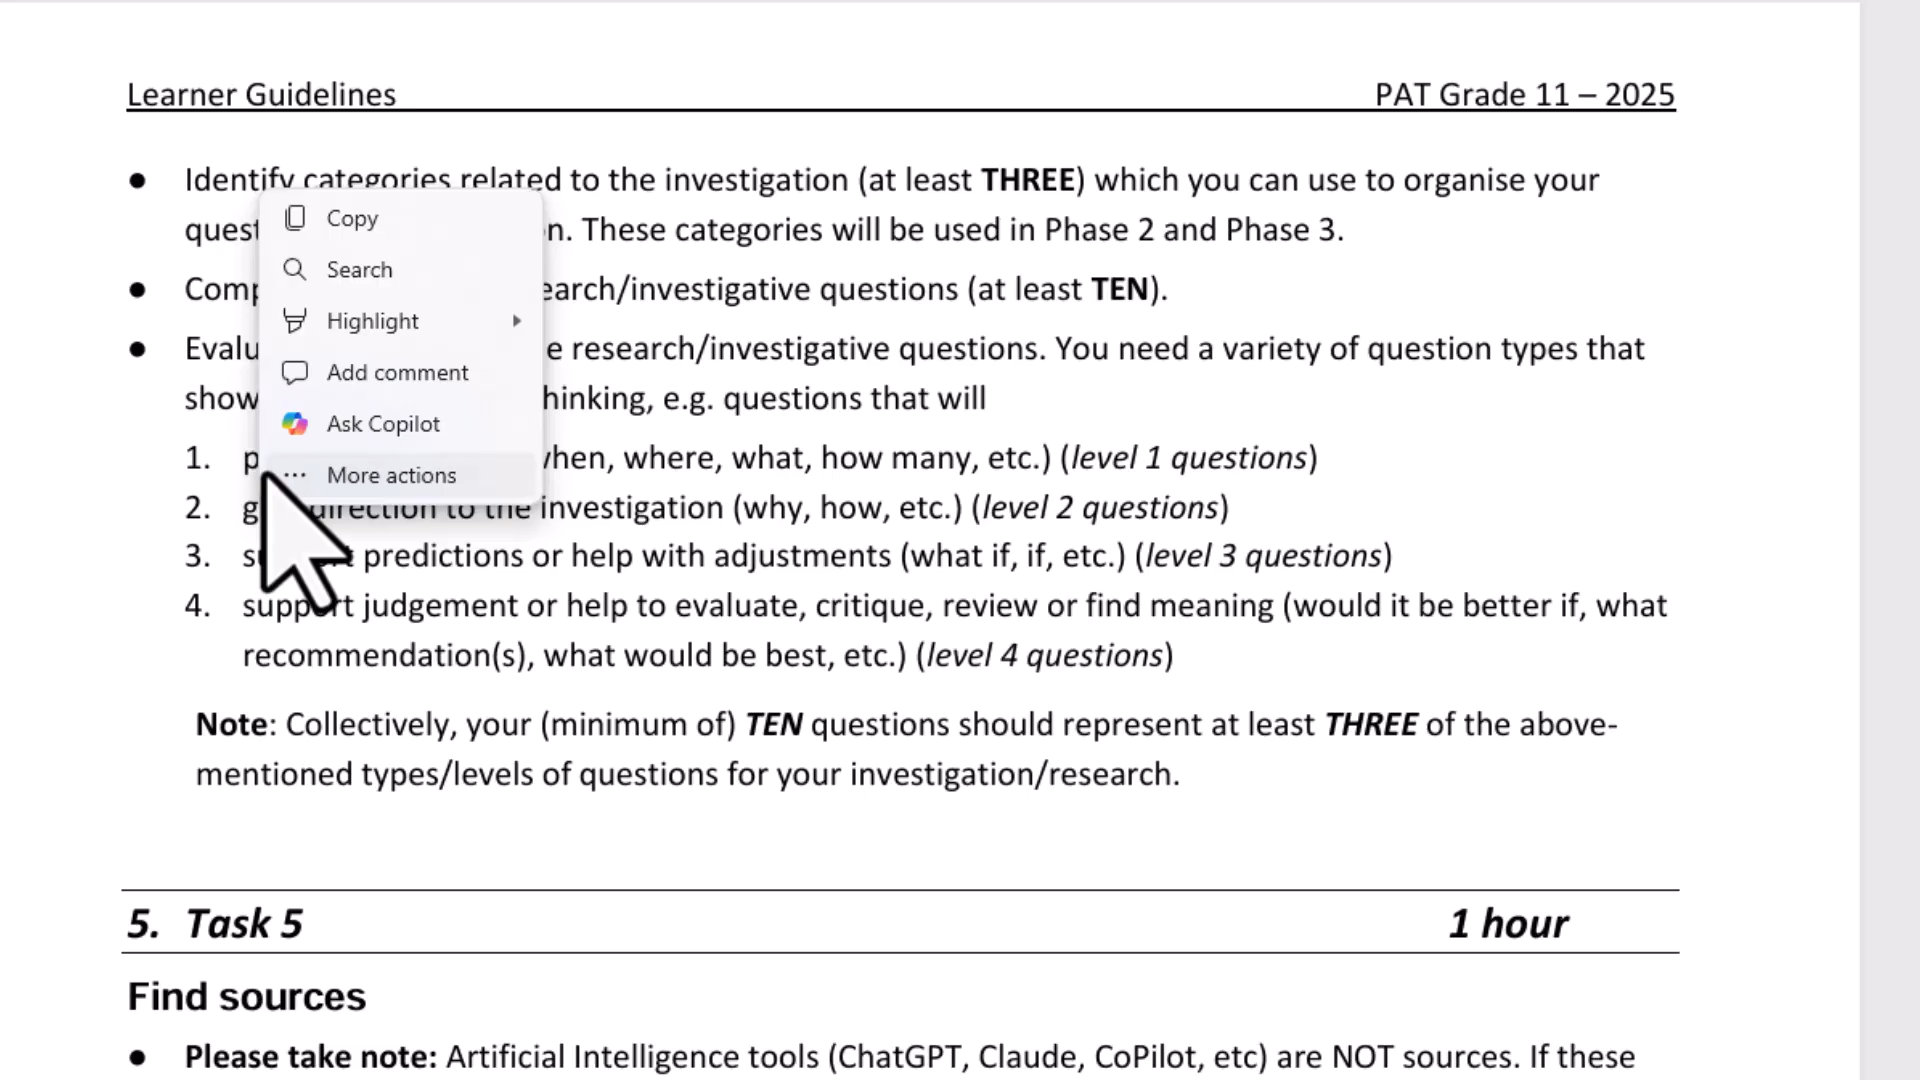 Learner Guidelines PAT Grade 11 – 2025
● Identify categories related to the investigation (at least THREE) which you can use to organise your
n. These categories will be used in Phase 2 and Phase 3.
Copy
Search
Highlight
Add comment
Ask Copilot
More actions
● research/investigative questions (at least TEN).
● research/investigative questions. You need a variety of question types that
show thinking, e.g. questions that will
1. when, where, what, how many, etc.) (level 1 questions)
2. direction to the investigation (why, how, etc.) (level 2 questions)
3. predictions or help with adjustments (what if, if, etc.) (level 3 questions)
4. support judgement or help to evaluate, critique, review or find meaning (would it be better if, what
recommendation(s), what would be best, etc.) (level 4 questions)
Note: Collectively, your (minimum of) TEN questions should represent at least THREE of the above-
mentioned types/levels of questions for your investigation/research.
5. Task 5 1 hour
Find sources
● Please take note: Artificial Intelligence tools (ChatGPT, Claude, CoPilot, etc) are NOT sources. If these